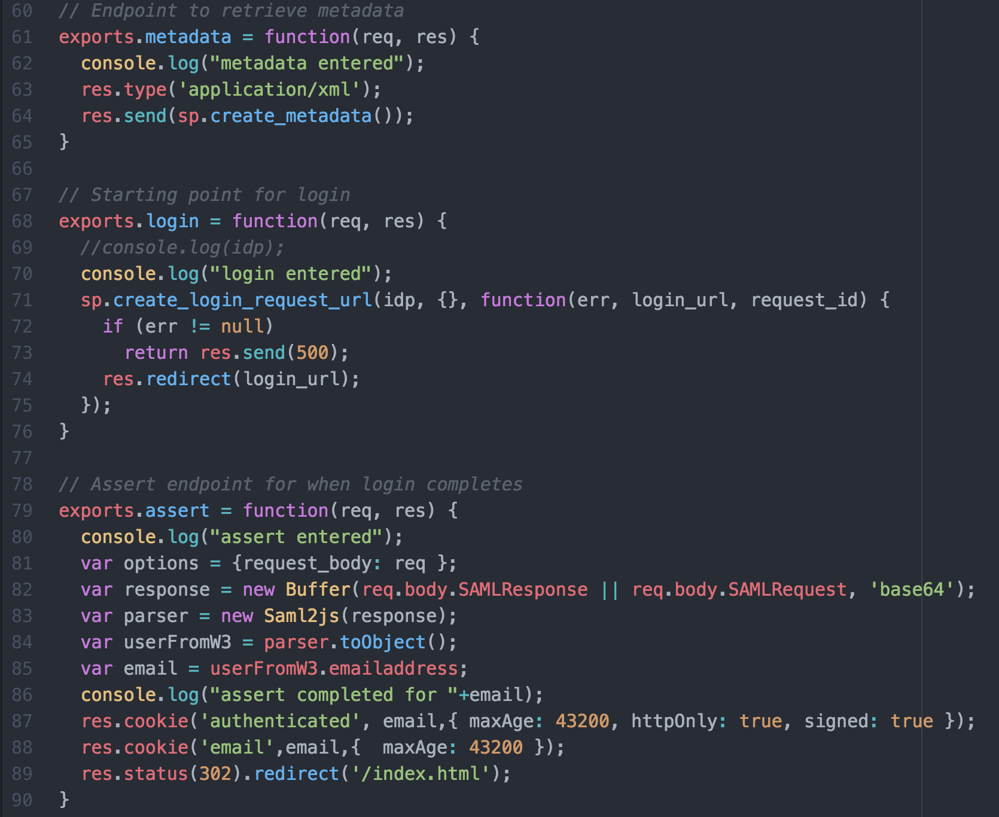 60 // Endpoint to retrieve metadata
61 exports.metadata = function(req, res) {
62   console.log("metadata entered");
63   res.type('application/xml');
64   res.send(sp.create_metadata());
65 }
66
67 // Starting point for login
68 exports.login = function(req, res) {
69   //console.log(idp);
70   console.log("login entered");
71   sp.create_login_request_url(idp, {}, function(err, login_url, request_id) {
72     if (err != null)
73       return res.send(500);
74     res.redirect(login_url);
75   });
76 }
77
78 // Assert endpoint for when login completes
79 exports.assert = function(req, res) {
80   console.log("assert entered");
81   var options = {request_body: req };
82   var response = new Buffer(req.body.SAMLResponse || req.body.SAMLRequest, 'base64');
83   var parser = new Saml2js(response);
84   var userFromW3 = parser.toObject();
85   var email = userFromW3.emailaddress;
86   console.log("assert completed for "+email);
87   res.cookie('authenticated', email,{ maxAge: 43200, httpOnly: true, signed: true });
88   res.cookie('email',email,{  maxAge: 43200 });
89   res.status(302).redirect('/index.html');
90 }